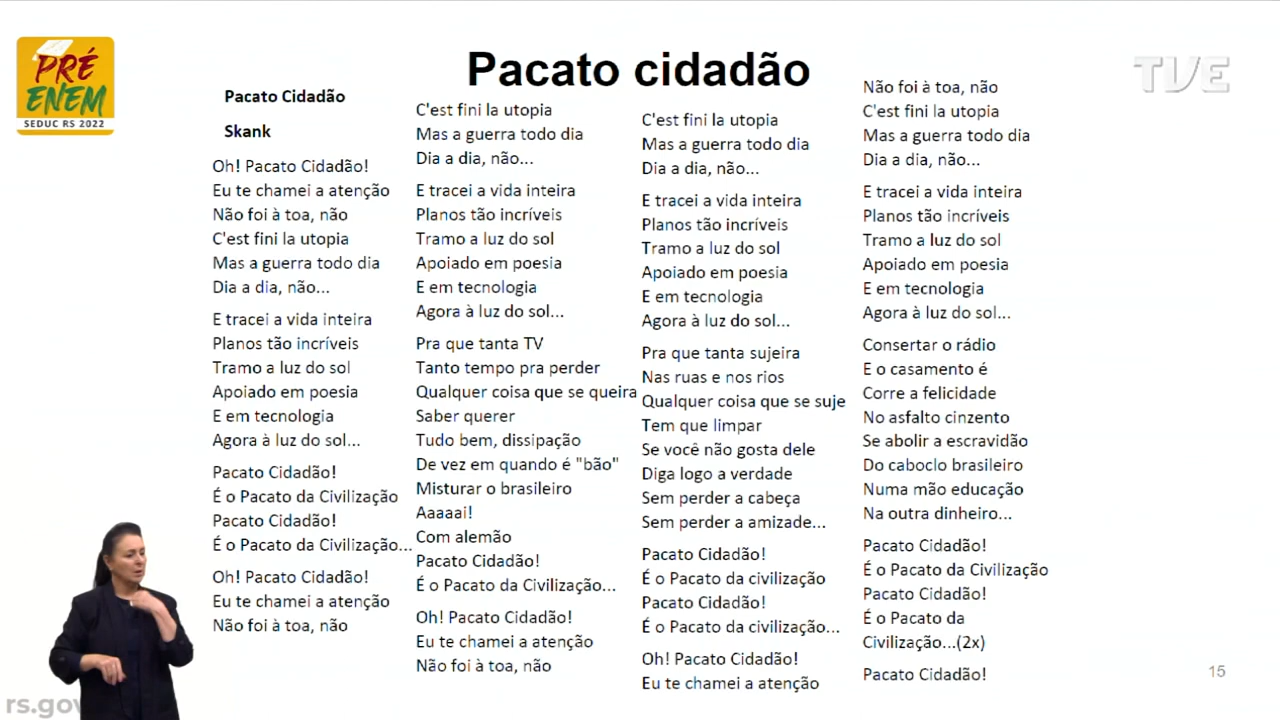 PRÉ
ENEM
SEDUC RS 2022
Pacato cidadão
TVE
Pacato Cidadão
Skank
Oh! Pacato Cidadão!
Eu te chamei a atenção
Não foi à toa, não
C'est fini la utopia
Mas a guerra todo dia
Dia a dia, não...
E tracei a vida inteira
Planos tão incríveis
Tramo a luz do sol
Apoiado em poesia
E em tecnologia
Agora à luz do sol...
Pacato Cidadão!
É o Pacato da Civilização
Pacato Cidadão!
É o Pacato da Civilização...
Oh! Pacato Cidadão!
Eu te chamei a atenção
Não foi à toa, não
C'est fini la utopia
Mas a guerra todo dia
Dia a dia, não...
E tracei a vida inteira
Planos tão incríveis
Tramo a luz do sol
Apoiado em poesia
E em tecnologia
Agora à luz do sol...
Pra que tanta TV
Tanto tempo pra perder
Qualquer coisa que se queira
Saber querer
Tudo bem, dissipação
De vez em quando é "bão"
Misturar o brasileiro
Aaaaai!
Com alemão
Pacato Cidadão!
É o Pacato da Civilização...
Oh! Pacato Cidadão!
Eu te chamei a atenção
Não foi à toa, não
C'est fini la utopia
Mas a guerra todo dia
Dia a dia, não...
E tracei a vida inteira
Planos tão incríveis
Tramo a luz do sol
Apoiado em poesia
E em tecnologia
Agora à luz do sol...
Pra que tanta sujeira
Nas ruas e nos rios
Qualquer coisa que se suje
Tem que limpar
Se você não gosta dele
Diga logo a verdade
Sem perder a cabeça
Sem perder a amizade...
Pacato Cidadão!
É o Pacato da civilização
Pacato Cidadão!
É o Pacato da civilização...
Oh! Pacato Cidadão!
Eu te chamei a atenção
Não foi à toa, não
C'est fini la utopia
Mas a guerra todo dia
Dia a dia, não...
E tracei a vida inteira
Planos tão incríveis
Tramo a luz do sol
Apoiado em poesia
E em tecnologia
Agora à luz do sol...
Consertar o rádio
E o casamento é
Corre a felicidade
No asfalto cinzento
Se abolir a escravidão
Do caboclo brasileiro
Numa mão educação
Na outra dinheiro...
Pacato Cidadão!
É o Pacato da Civilização
Pacato Cidadão!
É o Pacato da
Civilização...(2x)
Pacato Cidadão!
15